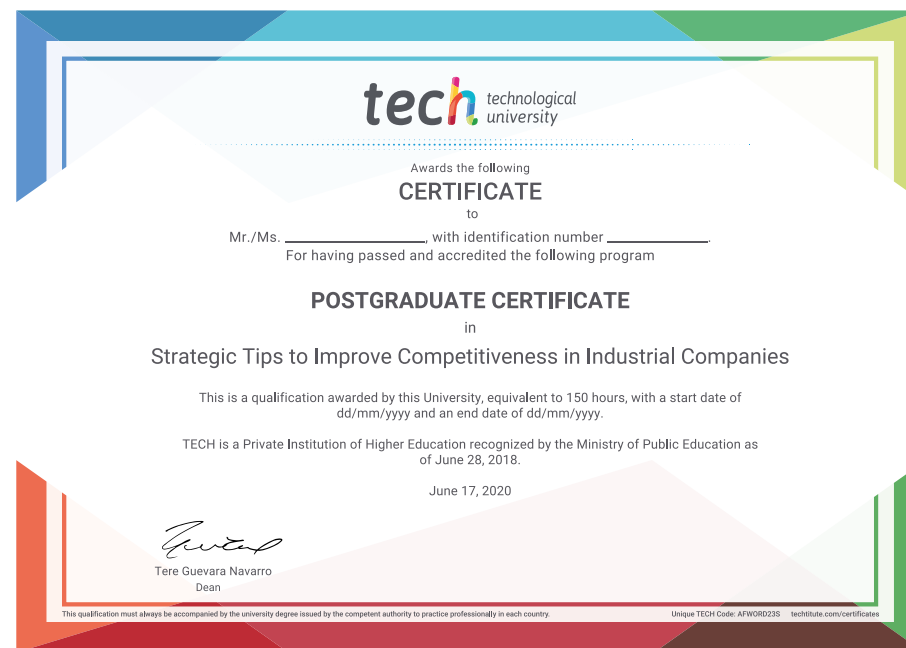 tech technological
university
Awards the following
CERTIFICATE
to
Mr./Ms. ____________________, with identification number ______________.
For having passed and accredited the following program
POSTGRADUATE CERTIFICATE
in
Strategic Tips to Improve Competitiveness in Industrial Companies
This is a qualification awarded by this University, equivalent to 150 hours, with a start date of
dd/mm/yyyy and an end date of dd/mm/yyyy.
TECH is a Private Institution of Higher Education recognized by the Ministry of Public Education as
of June 28, 2018.
June 17, 2020
Tere Guevara Navarro
Dean
This qualification must always be accompanied by the university degree issued by the competent authority to practice professionally in each country. Unique TECH Code: AFWORD23S techtitute.com/certificates